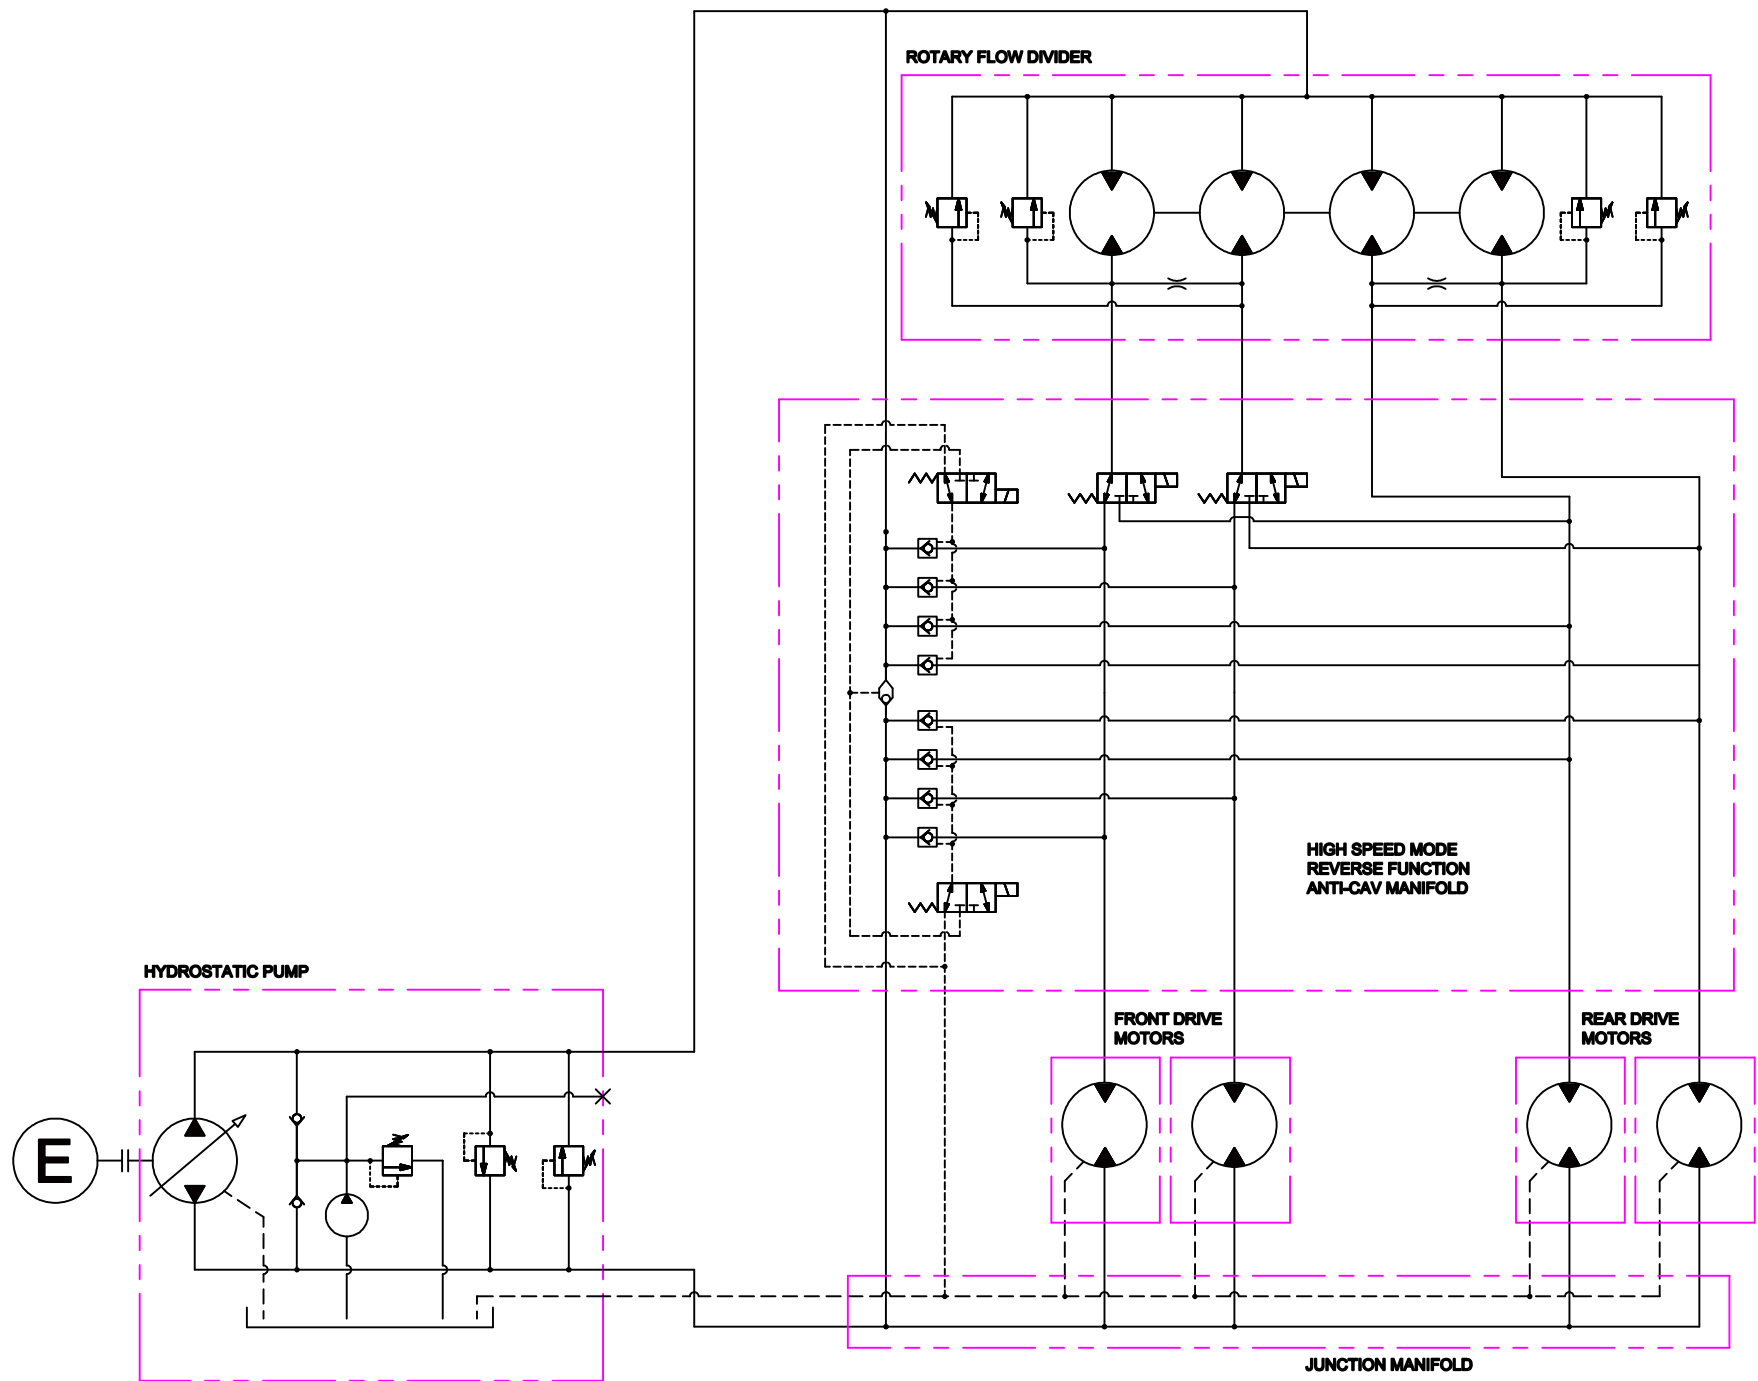 ROTARY FLOW DIVIDER
HIGH SPEED MODE
REVERSE FUNCTION
ANTI-CAV MANIFOLD
HYDROSTATIC PUMP
FRONT DRIVE
MOTORS
REAR DRIVE
MOTORS
E
JUNCTION MANIFOLD